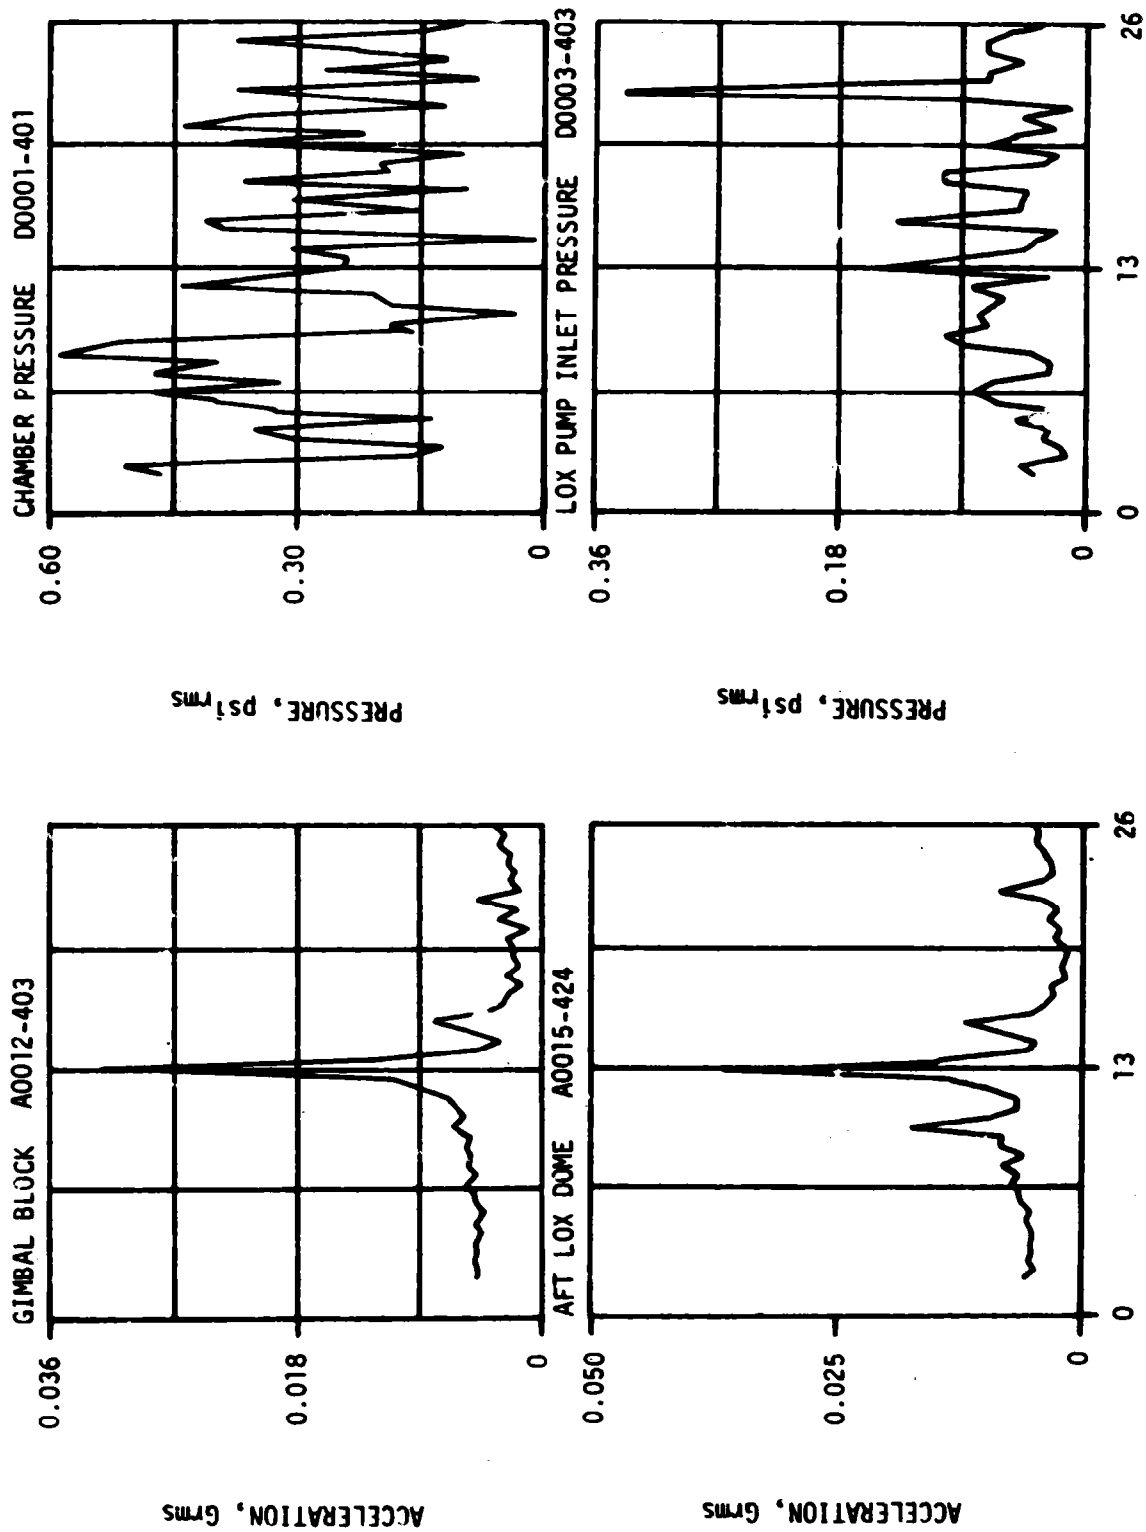 GIMBAL BLOCK A0012-403
0.036
0.018
0
ACCELERATION, Grms
AFT LOX DOME A0015-424
0.050
0.025
0
ACCELERATION, Grms
0
13
26
CHAMBER PRESSURE D0001-401
0.60
0.30
0
PRESSURE, psirms
LOX PUMP INLET PRESSURE D0003-403
0.36
0.18
0
PRESSURE, psirms
0
13
26